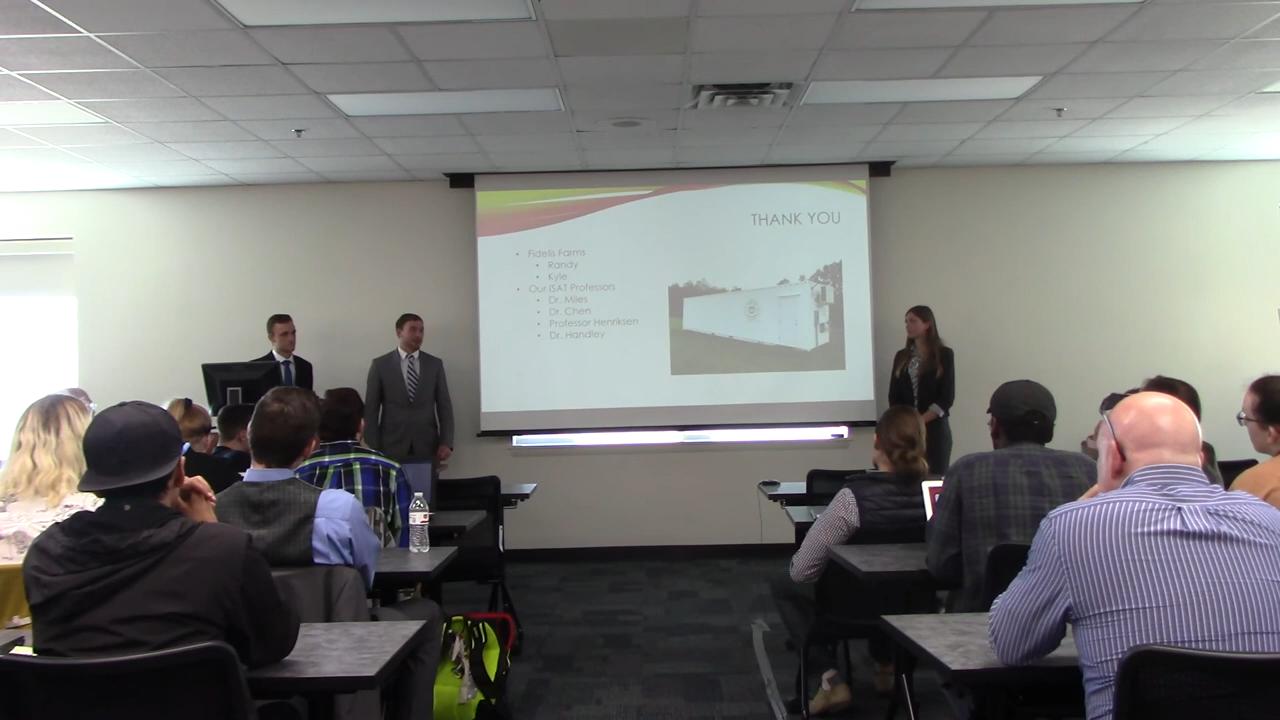 THANK YOU
• Fidelis Farms
• Randy
• Kyle
• Our ISAT Professors
• Dr. Miles
• Dr. Chen
• Professor Henriksen
• Dr. Handley